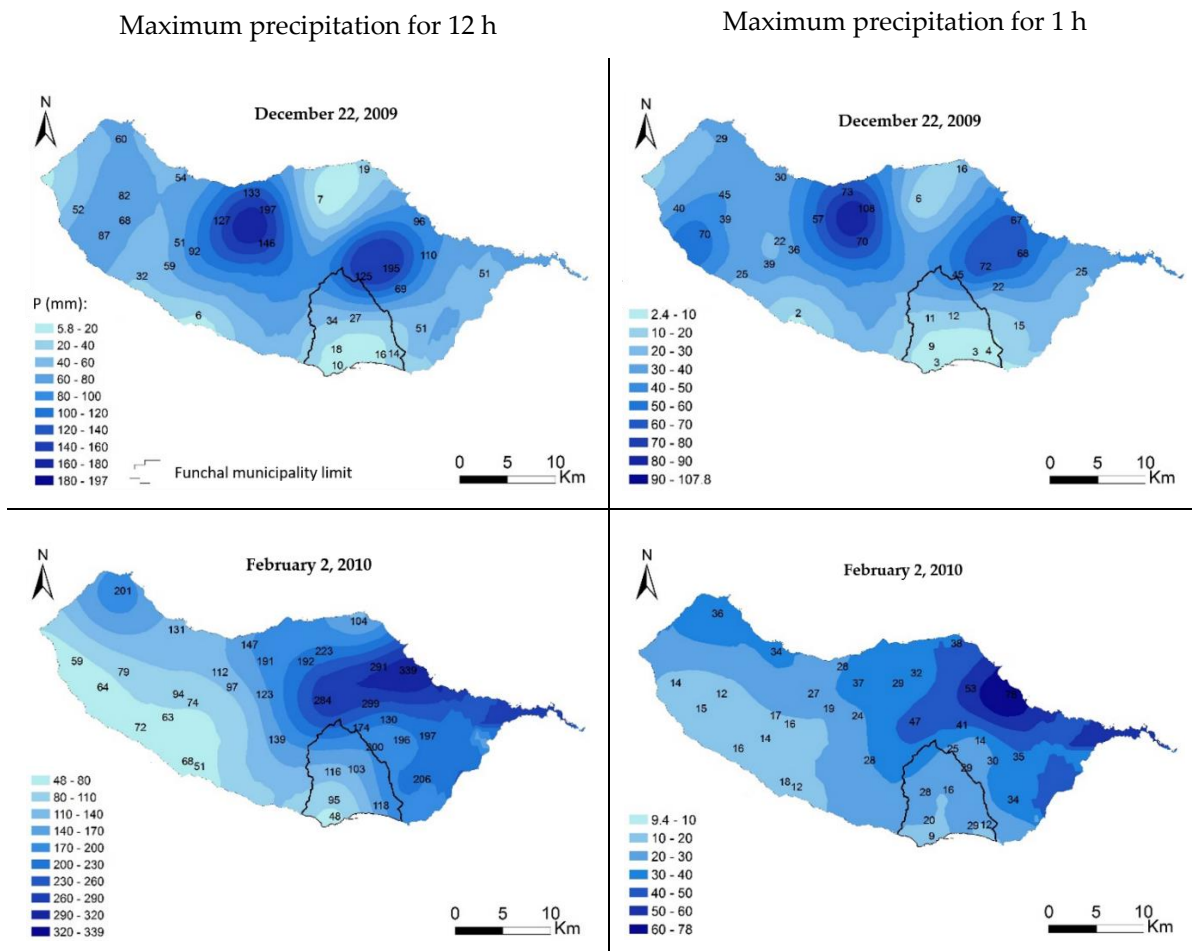 Maximum precipitation for 12 h
Maximum precipitation for 1 h
N
December 22, 2009
60
19
54
133
7
82
197
52
127
96
68
87
51
146
110
92
59
195
51
125
32
69
6
34
27
51
18
16 14
10
P (mm):
5.8 - 20
20 - 40
40 - 60
60 - 80
80 - 100
100 - 120
120 - 140
140 - 160
160 - 180
180 - 197
Funchal municipality limit
0 5 10
Km
N
December 22, 2009
29
16
30
73
6
45
108
40
57
67
39
70
22
70
68
36
39
72
25
45
25
22
2
11
12
15
9
3 4
3
2.4 - 10
10 - 20
20 - 30
30 - 40
40 - 50
50 - 60
60 - 70
70 - 80
80 - 90
90 - 107.8
0 5 10
Km
N
February 2, 2010
201
104
131
147
223
59
191
192
291
339
79
112
64
97
94
123
284
74
299
63
130
72
174
139
200
196
197
68
51
116
103
206
95
118
48
48 - 80
80 - 110
110 - 140
140 - 170
170 - 200
200 - 230
230 - 260
260 - 290
290 - 320
320 - 339
0 5 10
Km
N
February 2, 2010
36
38
34
28
32
14
37
29
53
12
27
15
19
17
24
47
16
41
14
14
16
25
28
29
30
35
18
12
28
16
34
20
29 12
9
9.4 - 10
10 - 20
20 - 30
30 - 40
40 - 50
50 - 60
60 - 78
0 5 10
Km